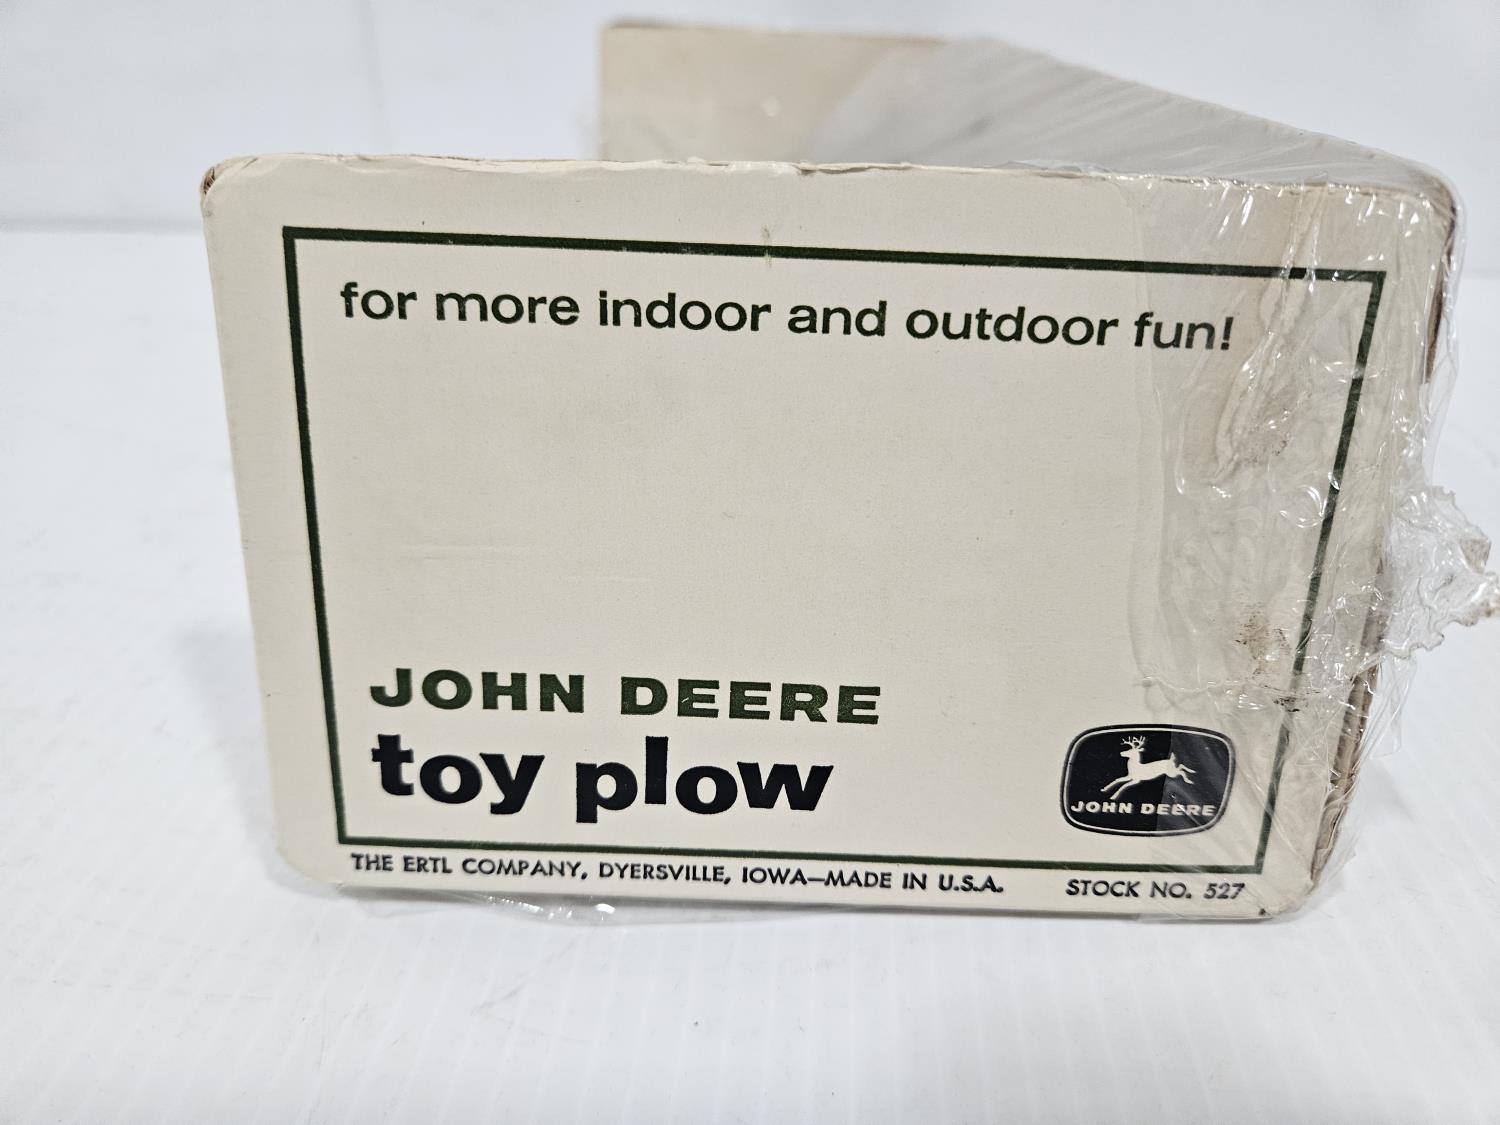 for more indoor and outdoor fun!
JOHN DEERE
toy plow
JOHN DEERE
THE ERTL COMPANY, DYERSVILLE, IOWA—MADE IN U.S.A.
STOCK NO. 527